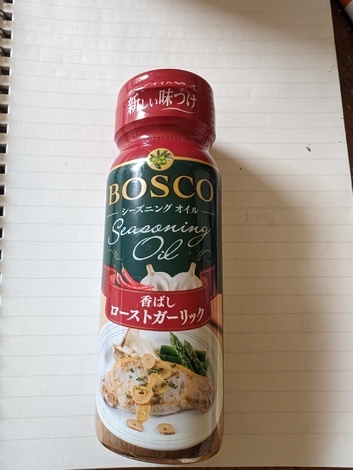 新しい味つけ
BOSCO
シーズニング オイル
Seasoning
Oil
香ばし
ローストガーリック